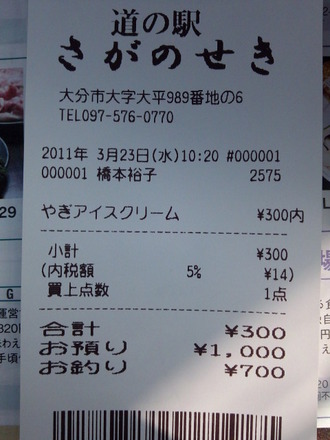 道の駅
さがのせき
大分市大字大平989番地の6
TEL097-576-0770
2011年 3月23日(水)10:20 #000001
000001 橋本裕子 2575
やぎアイスクリーム ¥300内
小計 ¥300
(内税額 5% ¥14)
買上点数 1点
合計 ¥300
お預り ¥1,000
お釣り ¥700
29
G